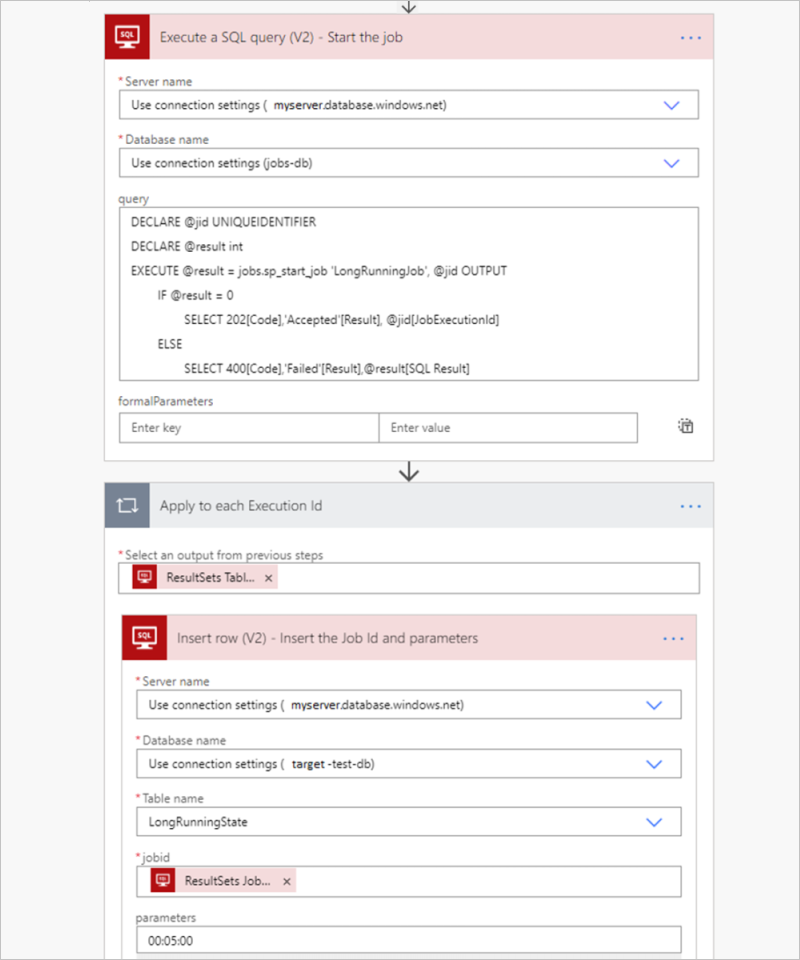 SQL
Execute a SQL query (V2) - Start the job
* Server name
Use connection settings ( myserver.database.windows.net)
* Database name
Use connection settings (jobs-db)
query
DECLARE @jid UNIQUEIDENTIFIER
DECLARE @result int
EXECUTE @result = jobs.sp_start_job 'LongRunningJob', @jid OUTPUT
IF @result = 0
SELECT 202[Code],'Accepted'[Result], @jid[JobExecutionId]
ELSE
SELECT 400[Code],'Failed'[Result],@result[SQL Result]
formalParameters
Enter key
Enter value
Apply to each Execution Id
* Select an output from previous steps
SQL
ResultSets Tabl... ×
SQL
Insert row (V2) - Insert the Job Id and parameters
* Server name
Use connection settings ( myserver.database.windows.net)
* Database name
Use connection settings ( target -test-db)
* Table name
LongRunningState
* jobid
SQL
ResultSets Job... ×
parameters
00:05:00